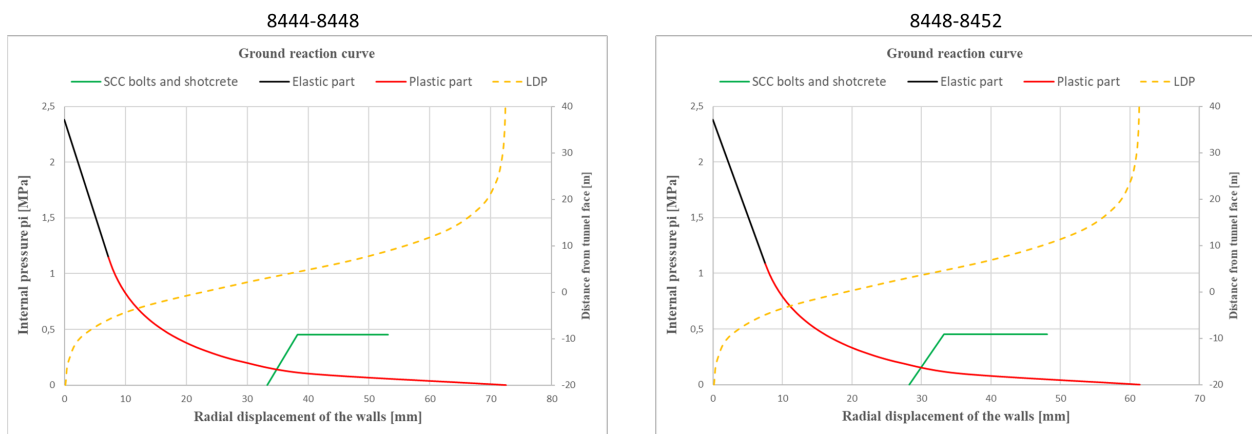 8444-8448
Ground reaction curve
SCC bolts and shotcrete Elastic part Plastic part LDP
Internal pressure pi [MPa]
2,5
2
1,5
1
0,5
0
40
30
20
10
0
-10
-20
Distance from tunnel face [m]
0 10 20 30 40 50 60 70 80
Radial displacement of the walls [mm]
8448-8452
Ground reaction curve
SCC bolts and shotcrete Elastic part Plastic part LDP
Internal pressure pi [MPa]
2,5
2
1,5
1
0,5
0
40
30
20
10
0
-10
-20
Distance from tunnel face [m]
0 10 20 30 40 50 60 70
Radial displacement of the walls [mm]